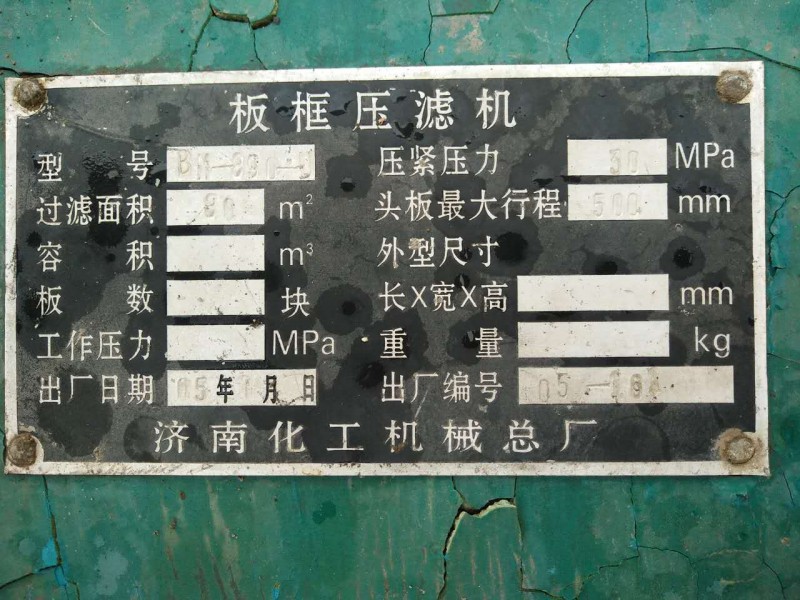 板框压滤机
型号 压紧压力 30 MPa
过滤面积 80 m² 头板最大行程 500 mm
容积 m³ 外型尺寸
板数 块 长X宽X高 mm
工作压力 MPa 重量 kg
出厂日期 05年 月 日 出厂编号
济南化工机械总厂